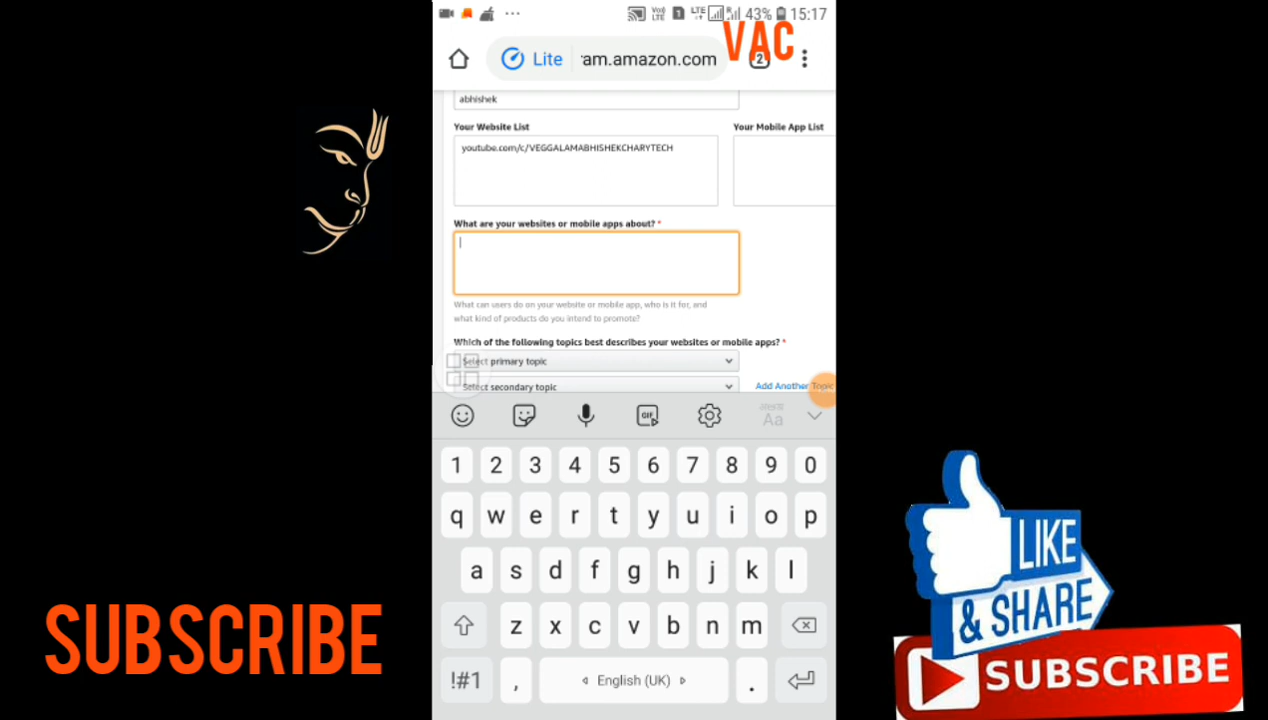 LTE
43% 15:17
VAC
Lite
am.amazon.com
2
abhishek
Your Website List
Your Mobile App List
youtube.com/c/VEGGALAMABHISHEKCHARYTECH
What are your websites or mobile apps about? *
What can users do on your website or mobile app, who is it for, and
what kind of products do you intend to promote?
Which of the following topics best describes your websites or mobile apps? *
Select primary topic
Select secondary topic
Add Another Topic
GIF
Aa
1 2 3 4 5 6 7 8 9 0
q w e r t y u i o p
a s d f g h j k l
z x c v b n m
!#1 , English (UK) .
SUBSCRIBE
LIKE
& SHARE
SUBSCRIBE